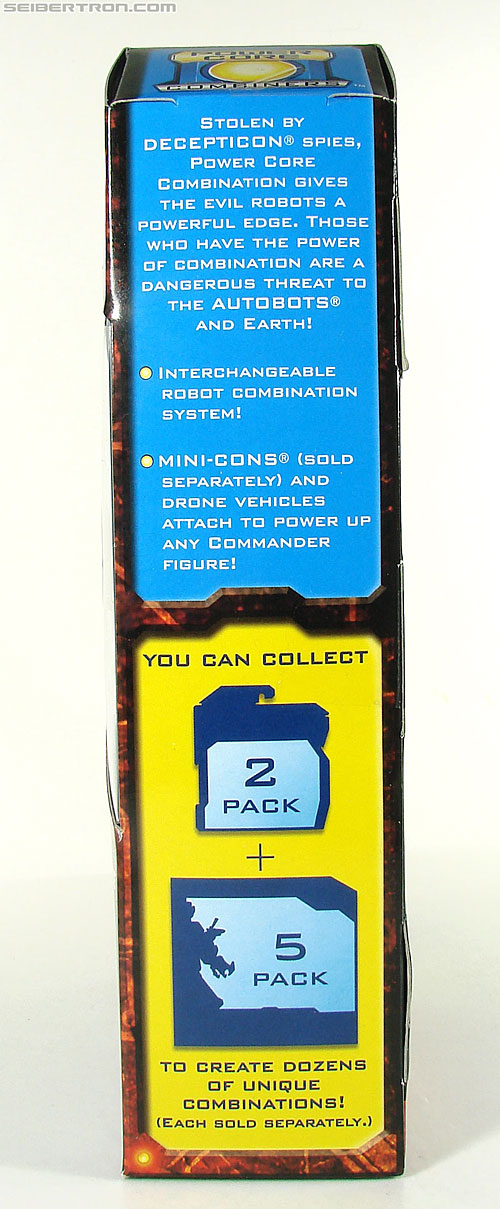 SEIBERTRON.COM
POWER
CORE
COMBINERS™
STOLEN BY
DECEPTICON® SPIES,
POWER CORE
COMBINATION GIVES
THE EVIL ROBOTS A
POWERFUL EDGE. THOSE
WHO HAVE THE POWER
OF COMBINATION ARE A
DANGEROUS THREAT TO
THE AUTOBOTS®
AND EARTH!
INTERCHANGEABLE
ROBOT COMBINATION
SYSTEM!
MINI-CONS® (SOLD
SEPARATELY) AND
DRONE VEHICLES
ATTACH TO POWER UP
ANY COMMANDER
FIGURE!
YOU CAN COLLECT
2
PACK
+
5
PACK
TO CREATE DOZENS
OF UNIQUE
COMBINATIONS!
(EACH SOLD SEPARATELY.)